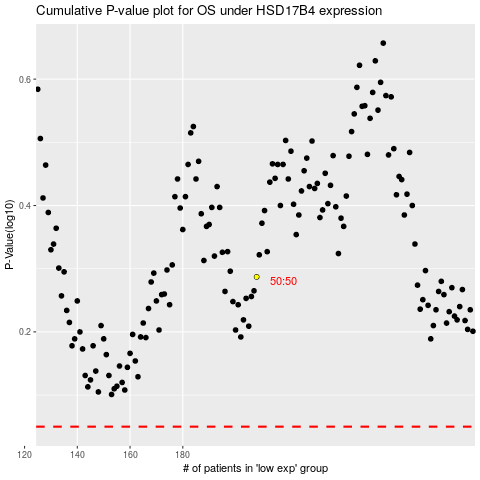 Cumulative P-value plot for OS under HSD17B4 expression
P-Value(log10)
0.6
0.4
0.2
50:50
120 140 160 180
# of patients in 'low exp' group